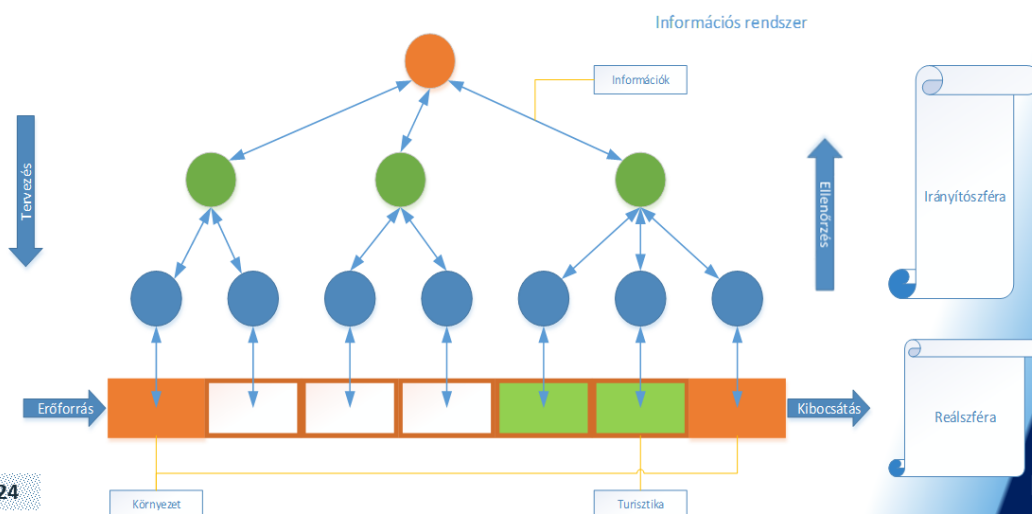 Információs rendszer
Információk
Tervezés
Ellenőrzés
Irányítószféra
Erőforrás
Kibocsátás
Reálszféra
24
Környezet
Turisztika